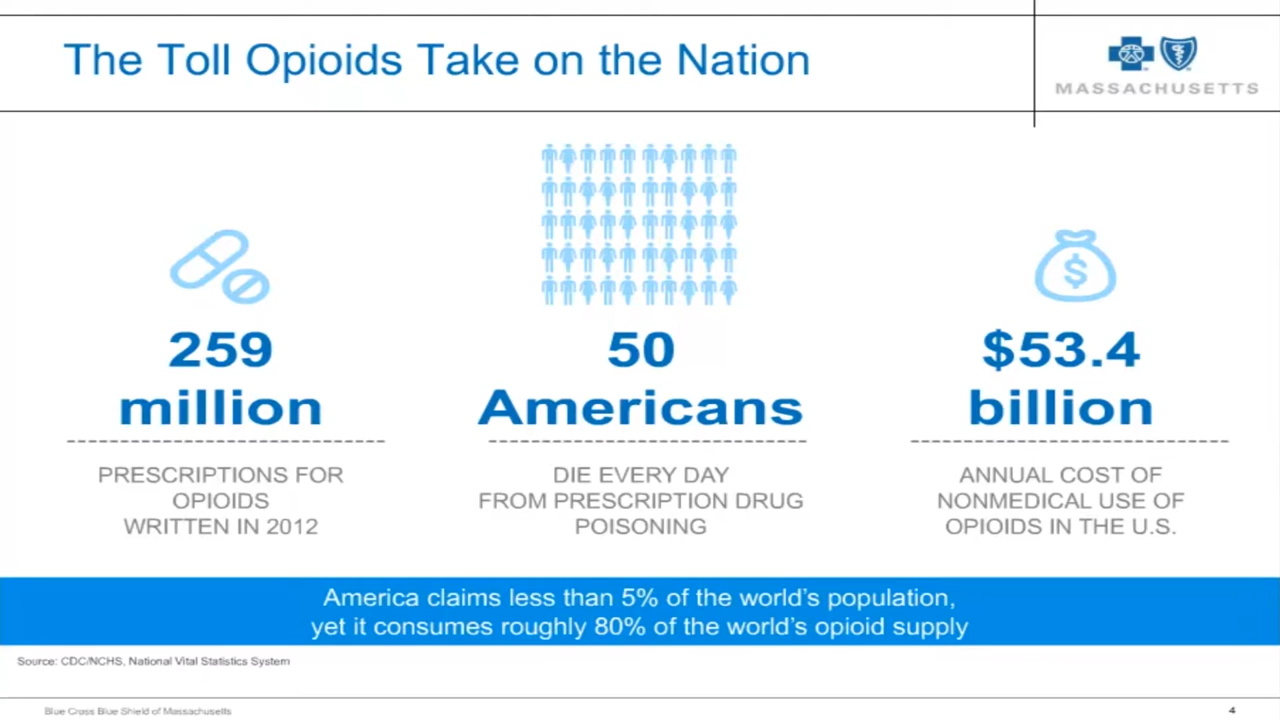 The Toll Opioids Take on the Nation
MASSACHUSETTS
$
259
million
PRESCRIPTIONS FOR
OPIOIDS
WRITTEN IN 2012
50
Americans
DIE EVERY DAY
FROM PRESCRIPTION DRUG
POISONING
$53.4
billion
ANNUAL COST OF
NONMEDICAL USE OF
OPIOIDS IN THE U.S.
America claims less than 5% of the world’s population,
yet it consumes roughly 80% of the world’s opioid supply
Source: CDC/NCHS, National Vital Statistics System
Blue Cross Blue Shield of Massachusetts
4